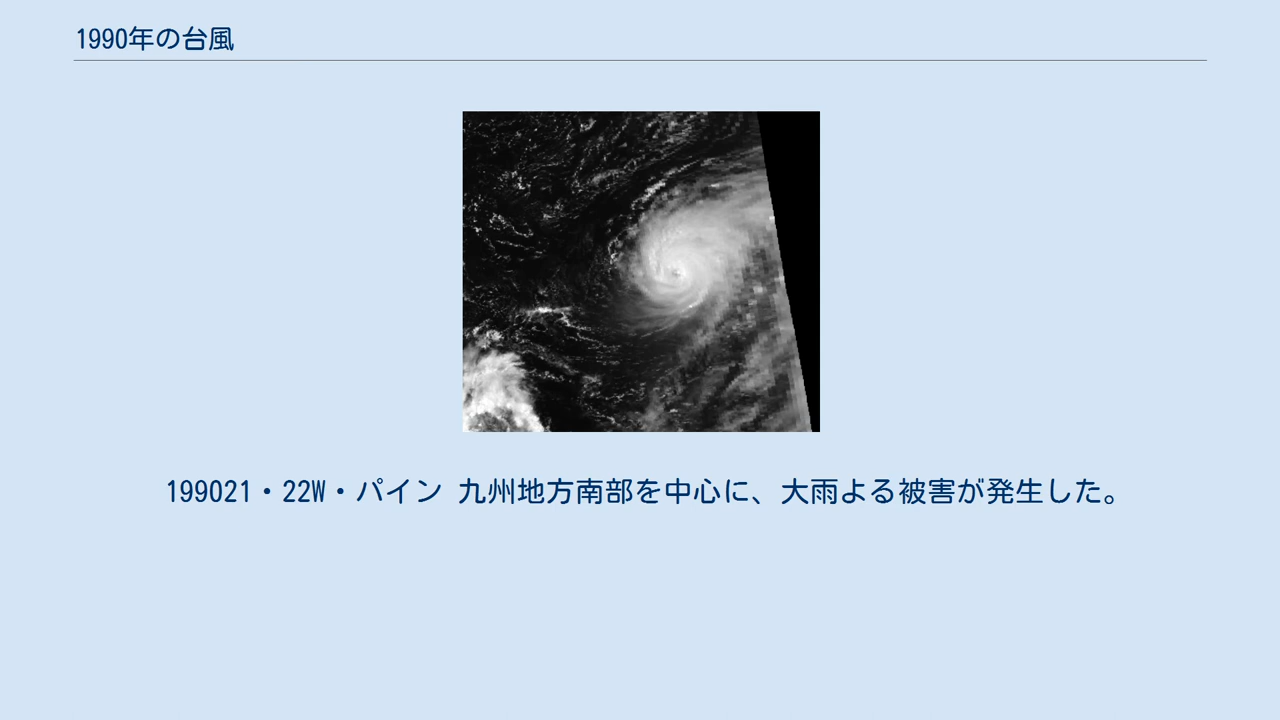 1990年の台風
199021・22W・パイン 九州地方南部を中心に、大雨よる被害が発生した。